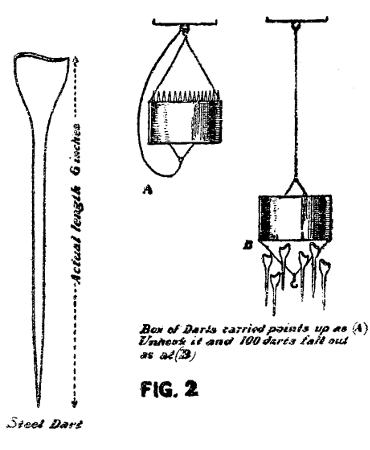 Actual length 6 inches
A
B
Box of Darts carried points up as (A)
Unhook it and 100 darts fall out
as at (B)
FIG. 2
Steel Dart